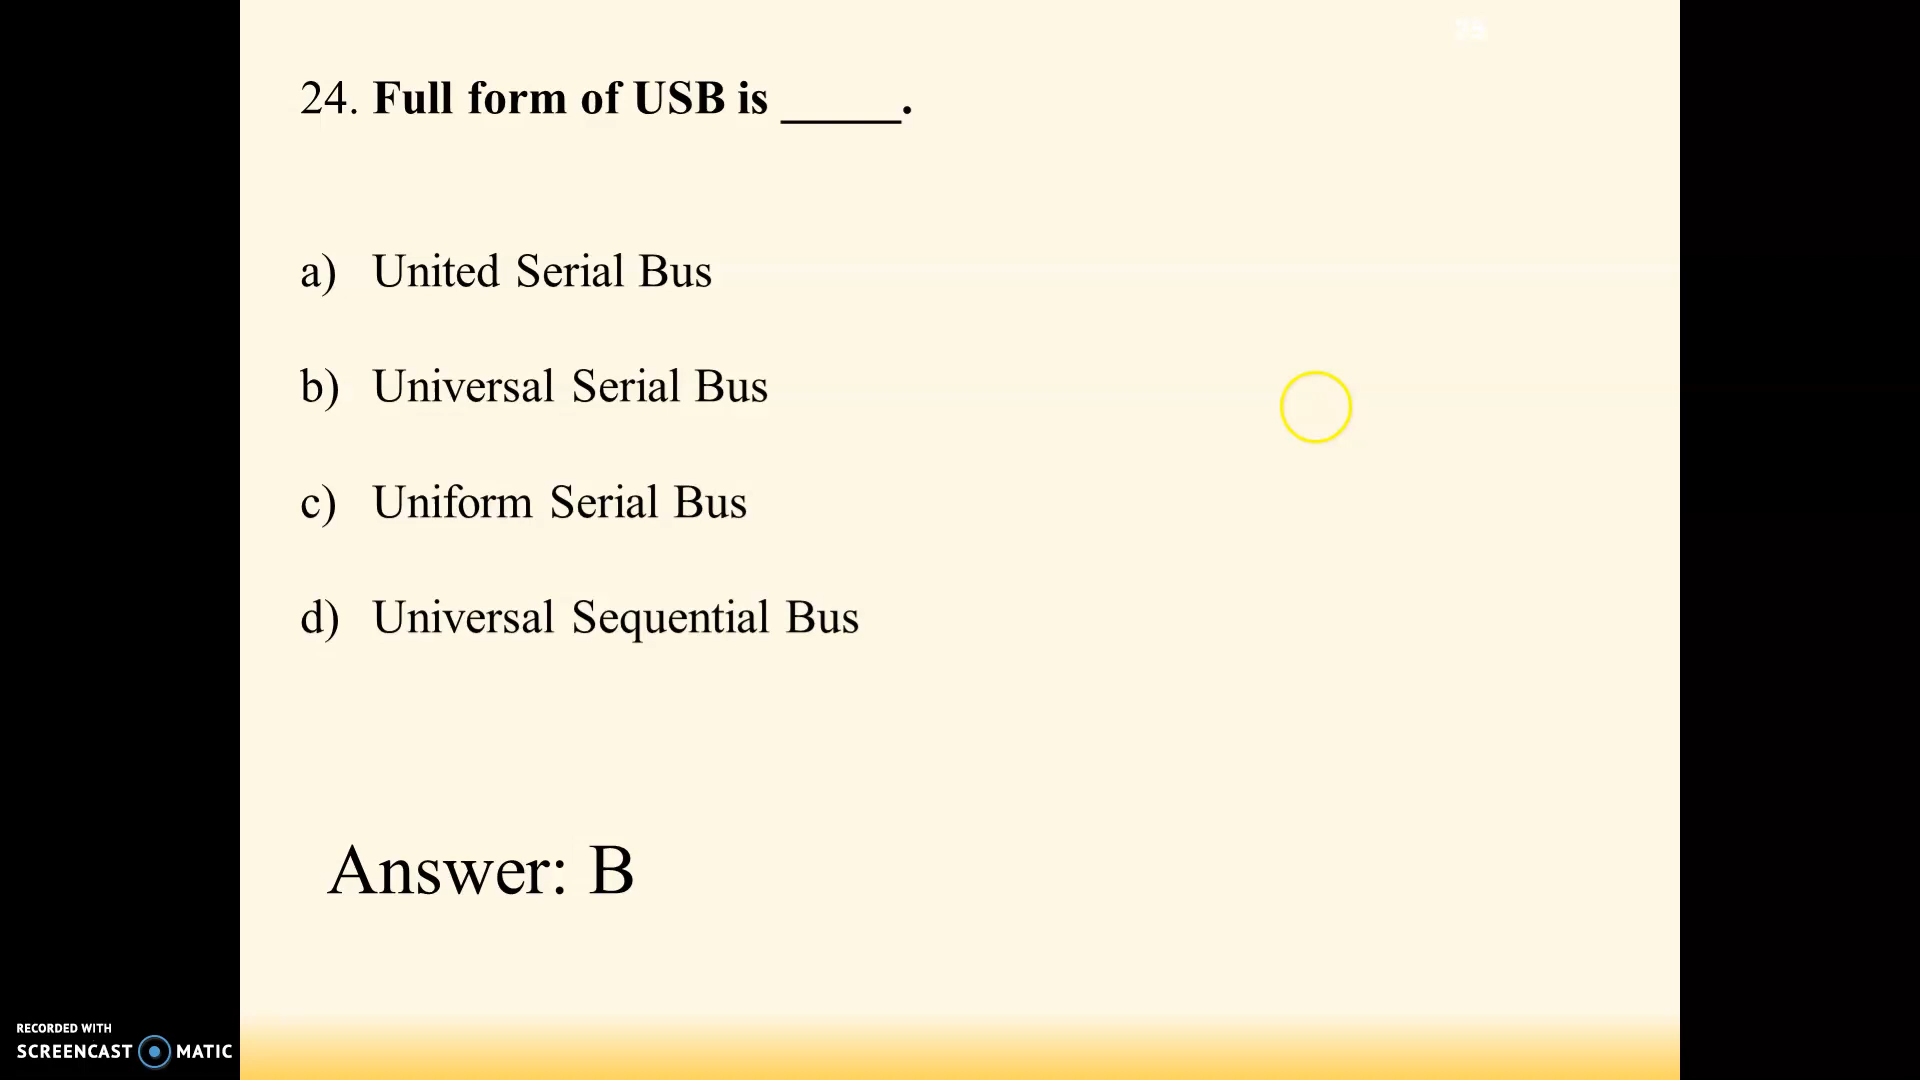 24. Full form of USB is _____.
a) United Serial Bus
b) Universal Serial Bus
c) Uniform Serial Bus
d) Universal Sequential Bus
Answer: B
RECORDED WITH
SCREENCAST MATIC